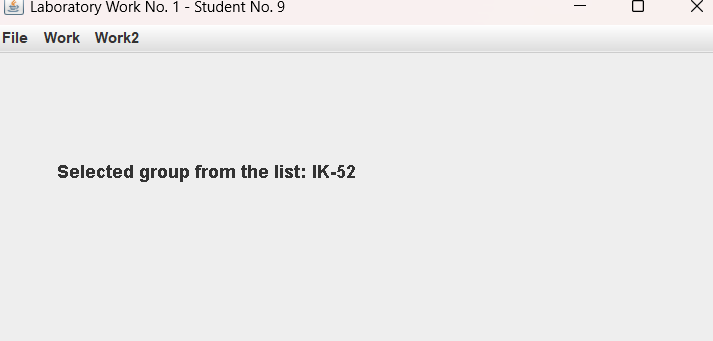 Laboratory Work No. 1 - Student No. 9
File Work Work2
Selected group from the list: IK-52